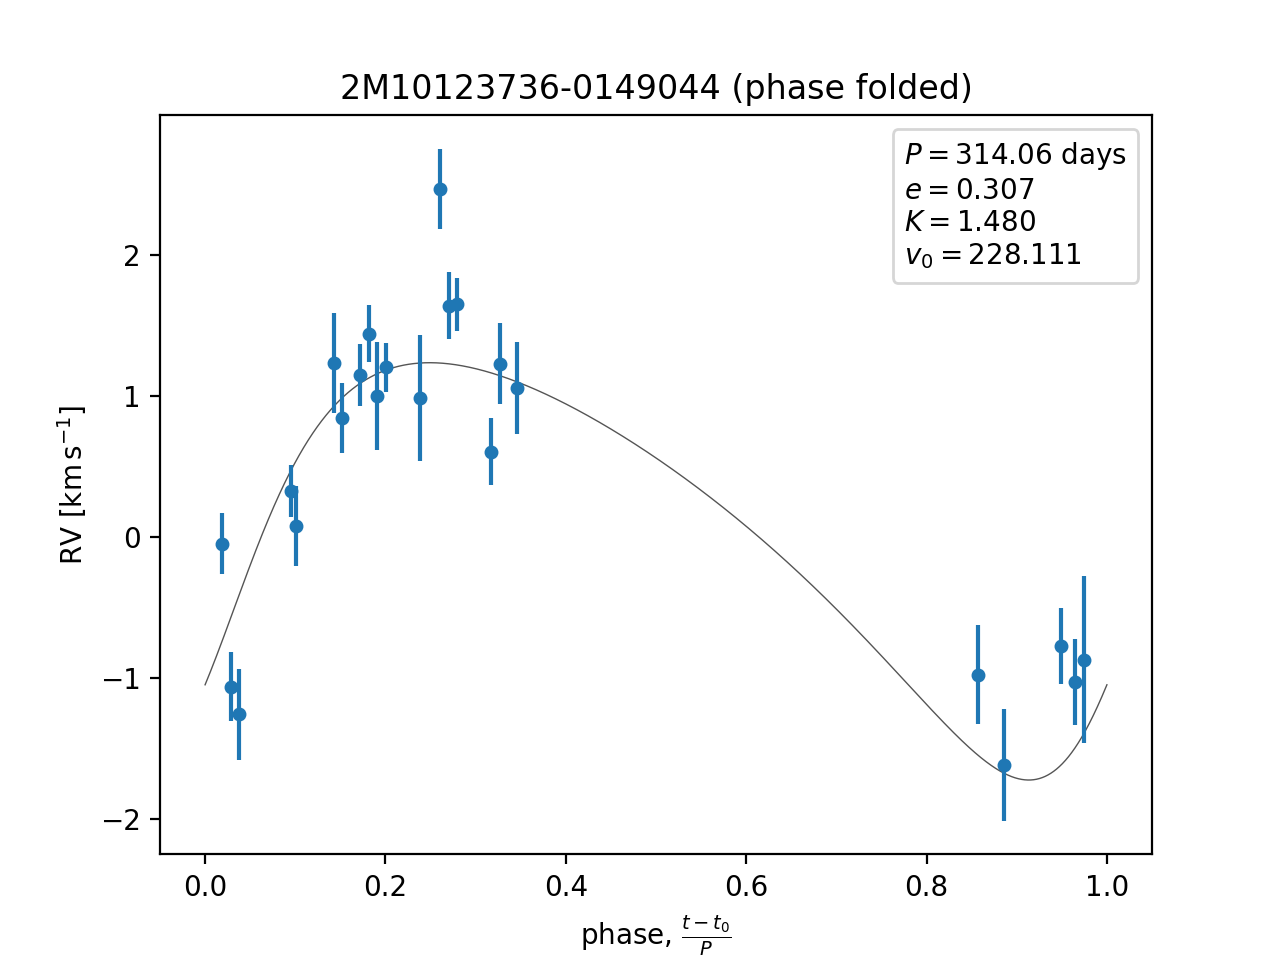 2M10123736-0149044 (phase folded)
P = 314.06 days
e = 0.307
K = 1.480
v₀ = 228.111
RV [km s⁻¹]
2
1
0
−1
−2
0.0 0.2 0.4 0.6 0.8 1.0
phase, (t − t₀)/P